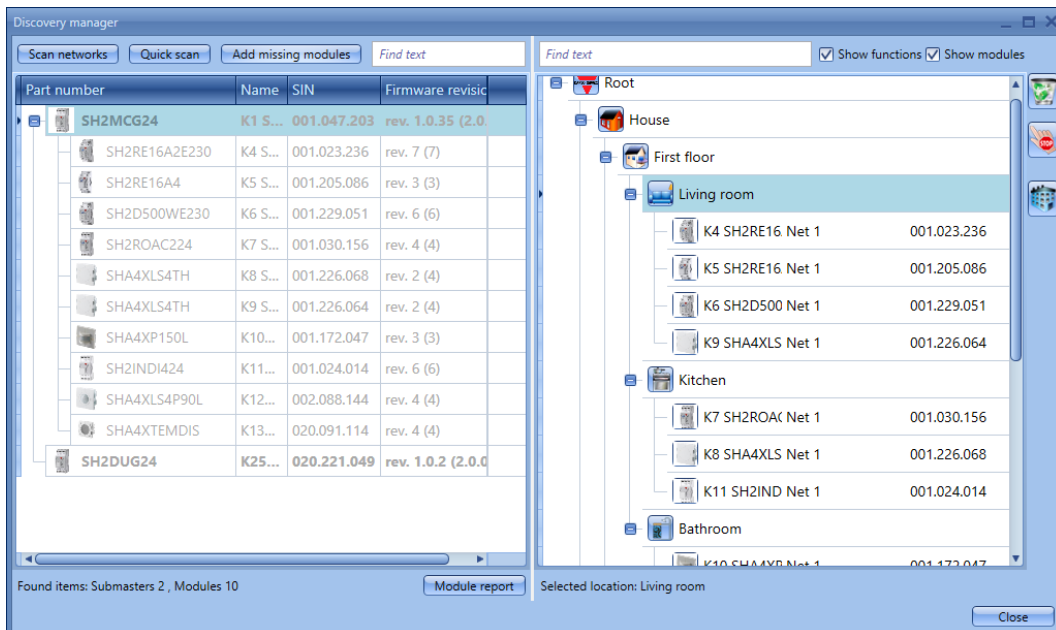 Discovery manager
Scan networks Quick scan Add missing modules Find text
Part number Name SIN Firmware revisic
SH2MCG24 K1 S... 001.047.203 rev. 1.0.35 (2.0.
SH2RE16A2E230 K4 S... 001.023.236 rev. 7 (7)
SH2RE16A4 K5 S... 001.205.086 rev. 3 (3)
SH2D500WE230 K6 S... 001.229.051 rev. 6 (6)
SH2ROAC224 K7 S... 001.030.156 rev. 4 (4)
SHA4XLS4TH K8 S... 001.226.068 rev. 2 (4)
SHA4XLS4TH K9 S... 001.226.064 rev. 2 (4)
SHA4XP150L K10... 001.172.047 rev. 3 (3)
SH2INDI424 K11... 001.024.014 rev. 6 (6)
SHA4XLS4P90L K12... 002.088.144 rev. 4 (4)
SHA4XTEMDIS K13... 020.091.114 rev. 4 (4)
SH2DUG24 K25... 020.221.049 rev. 1.0.2 (2.0.0
Found items: Submasters 2 , Modules 10 Module report
Find text Show functions Show modules
Root
House
First floor
Living room
K4 SH2RE16 Net 1 001.023.236
K5 SH2RE16 Net 1 001.205.086
K6 SH2D500 Net 1 001.229.051
K9 SHA4XLS Net 1 001.226.064
Kitchen
K7 SH2ROA( Net 1 001.030.156
K8 SHA4XLS Net 1 001.226.068
K11 SH2IND Net 1 001.024.014
Bathroom
K10 SHA4XP Net 1 001.172.047
STOP
Selected location: Living room
Close